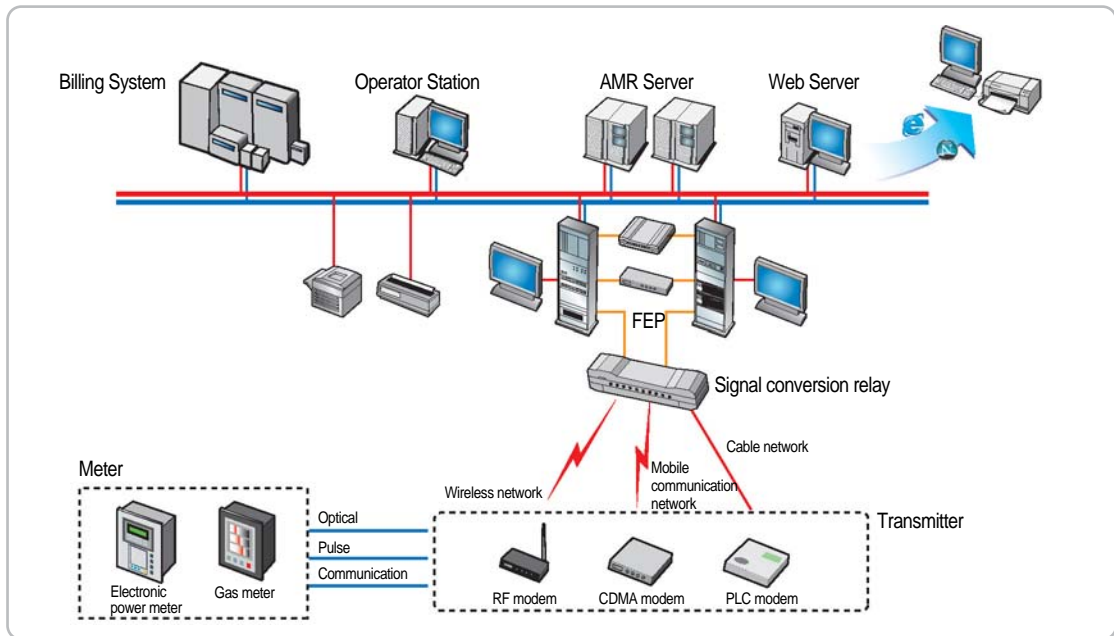 Billing System
Operator Station
AMR Server
Web Server
FEP
Signal conversion relay
Cable network
Mobile
communication
network
Wireless network
Meter
Transmitter
Optical
Pulse
Communication
Electronic
power meter
Gas meter
RF modem
CDMA modem
PLC modem